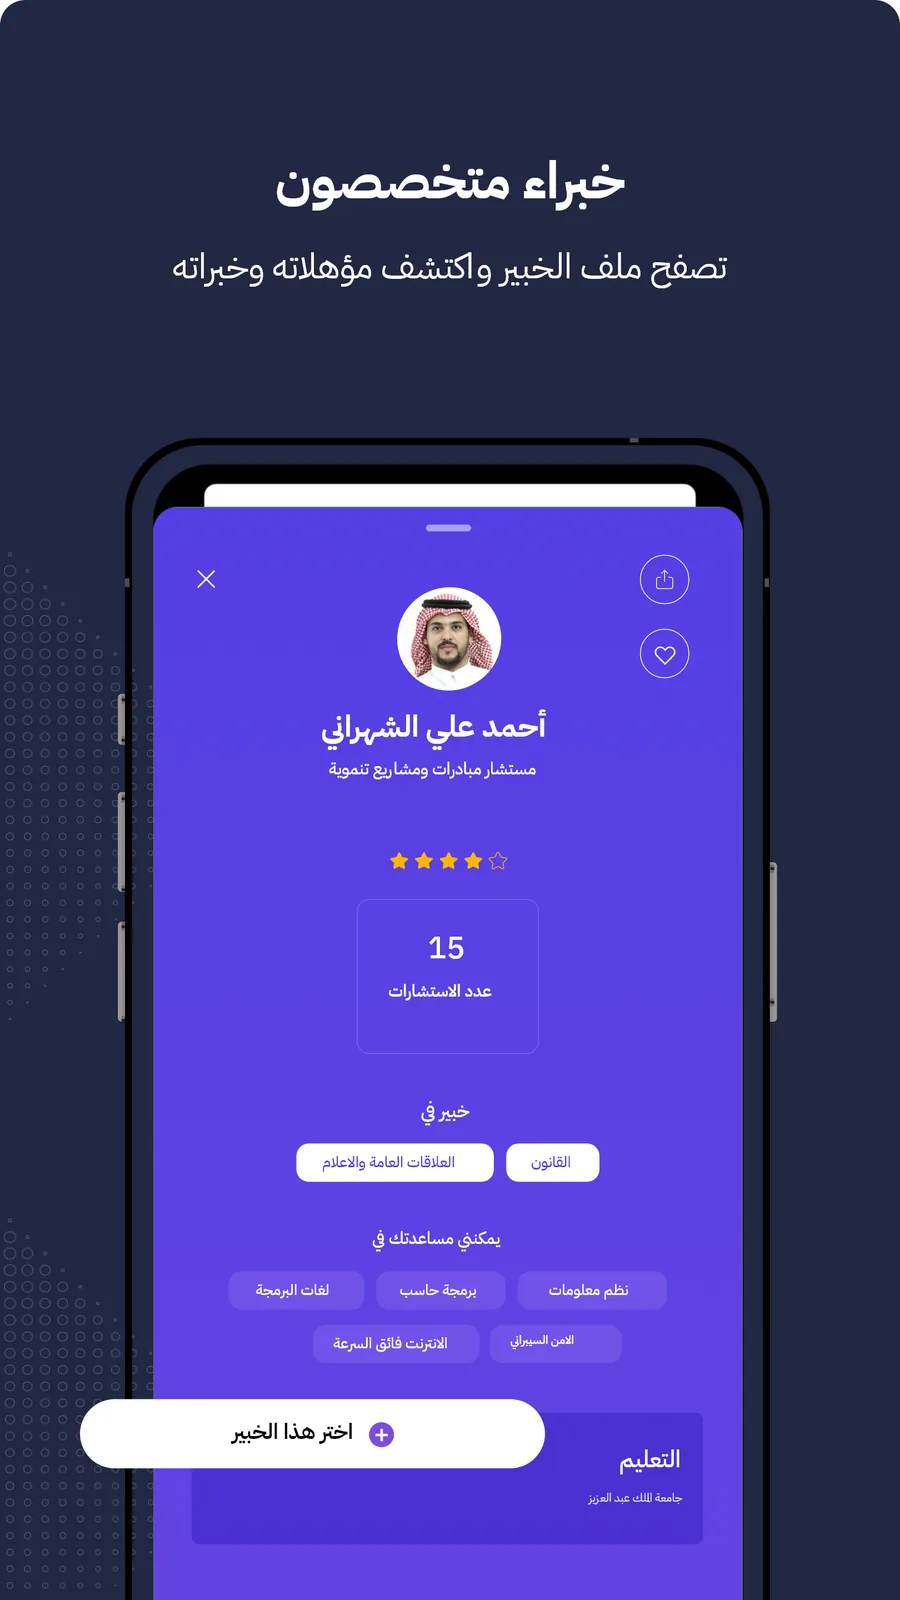 خبراء متخصصون
تصفح ملف الخبير واكتشف مؤهلاته وخبراته
أحمد علي الشهراني
مستشار مبادرات ومشاريع تنموية
15
عدد الاستشارات
خبير في
القانون العلاقات العامة والاعلام
يمكنني مساعدتك في
نظم معلومات برمجة حاسب لغات البرمجة
الامن السيبراني الانترنت فائق السرعة
اختر هذا الخبير
التعليم
جامعة الملك عبد العزيز